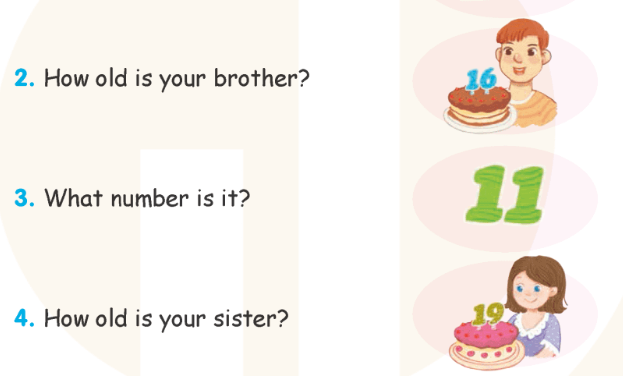 2. How old is your brother?
16
3. What number is it?
11
4. How old is your sister?
19